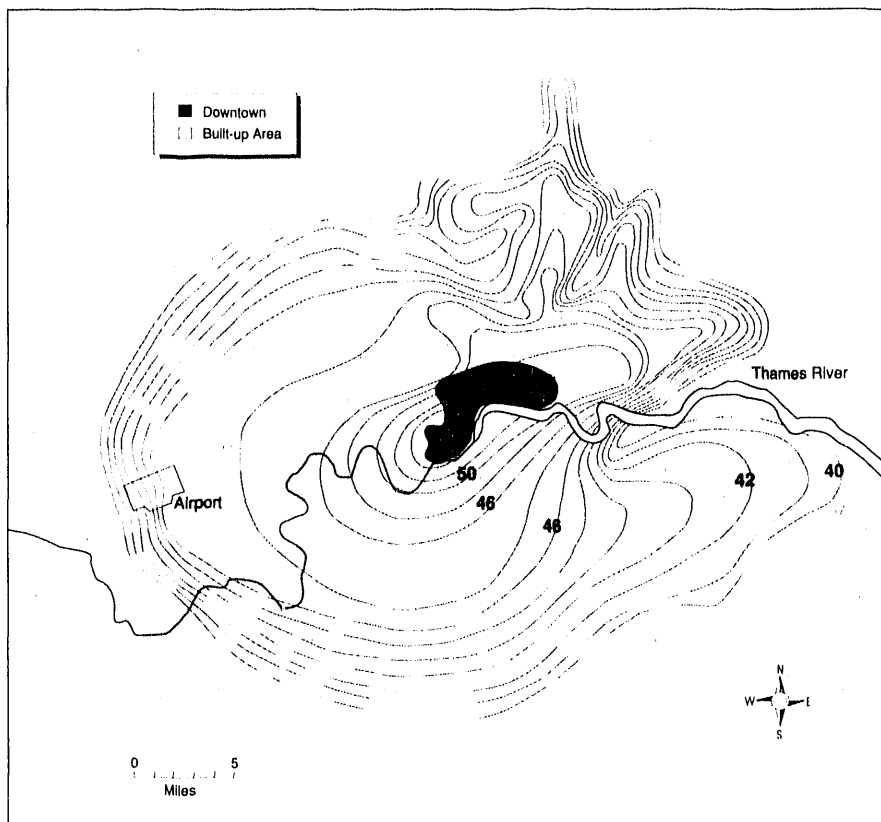 Downtown
Built-up Area
Thames River
Airport
50
46
46
42
40
N
W
E
S
0 5
Miles